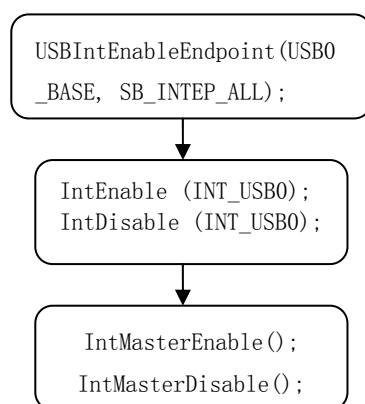 USBIntEnableEndpoint(USB0
_BASE, SB_INTEP_ALL);
IntEnable (INT_USB0);
IntDisable (INT_USB0);
IntMasterEnable();
IntMasterDisable();